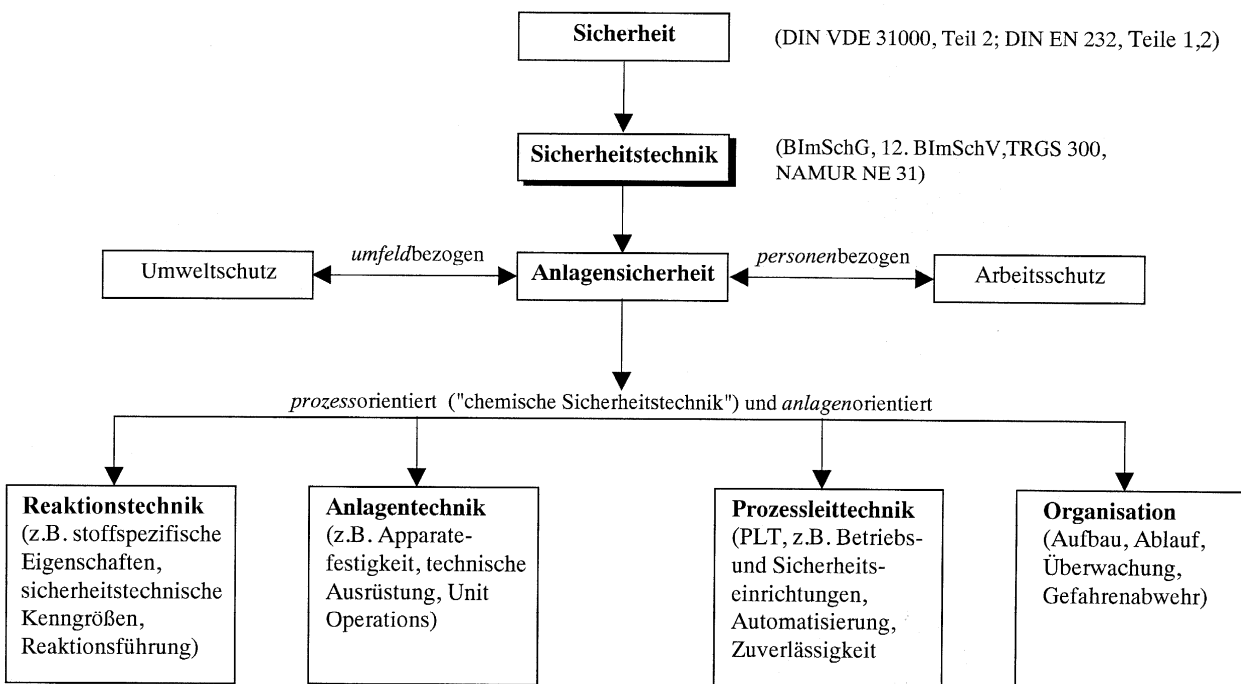 Sicherheit
(DIN VDE 31000, Teil 2; DIN EN 232, Teile 1,2)
Sicherheitstechnik
(BImSchG, 12. BImSchV,TRGS 300,
NAMUR NE 31)
Umweltschutz
umfeldbezogen
Anlagensicherheit
personenbezogen
Arbeitsschutz
prozessorientiert ("chemische Sicherheitstechnik") und anlagenorientiert
Reaktionstechnik
(z.B. stoffspezifische
Eigenschaften,
sicherheitstechnische
Kenngrößen,
Reaktionsführung)
Anlagentechnik
(z.B. Apparate-
festigkeit, technische
Ausrüstung, Unit
Operations)
Prozessleittechnik
(PLT, z.B. Betriebs-
und Sicherheits-
einrichtungen,
Automatisierung,
Zuverlässigkeit
Organisation
(Aufbau, Ablauf,
Überwachung,
Gefahrenabwehr)